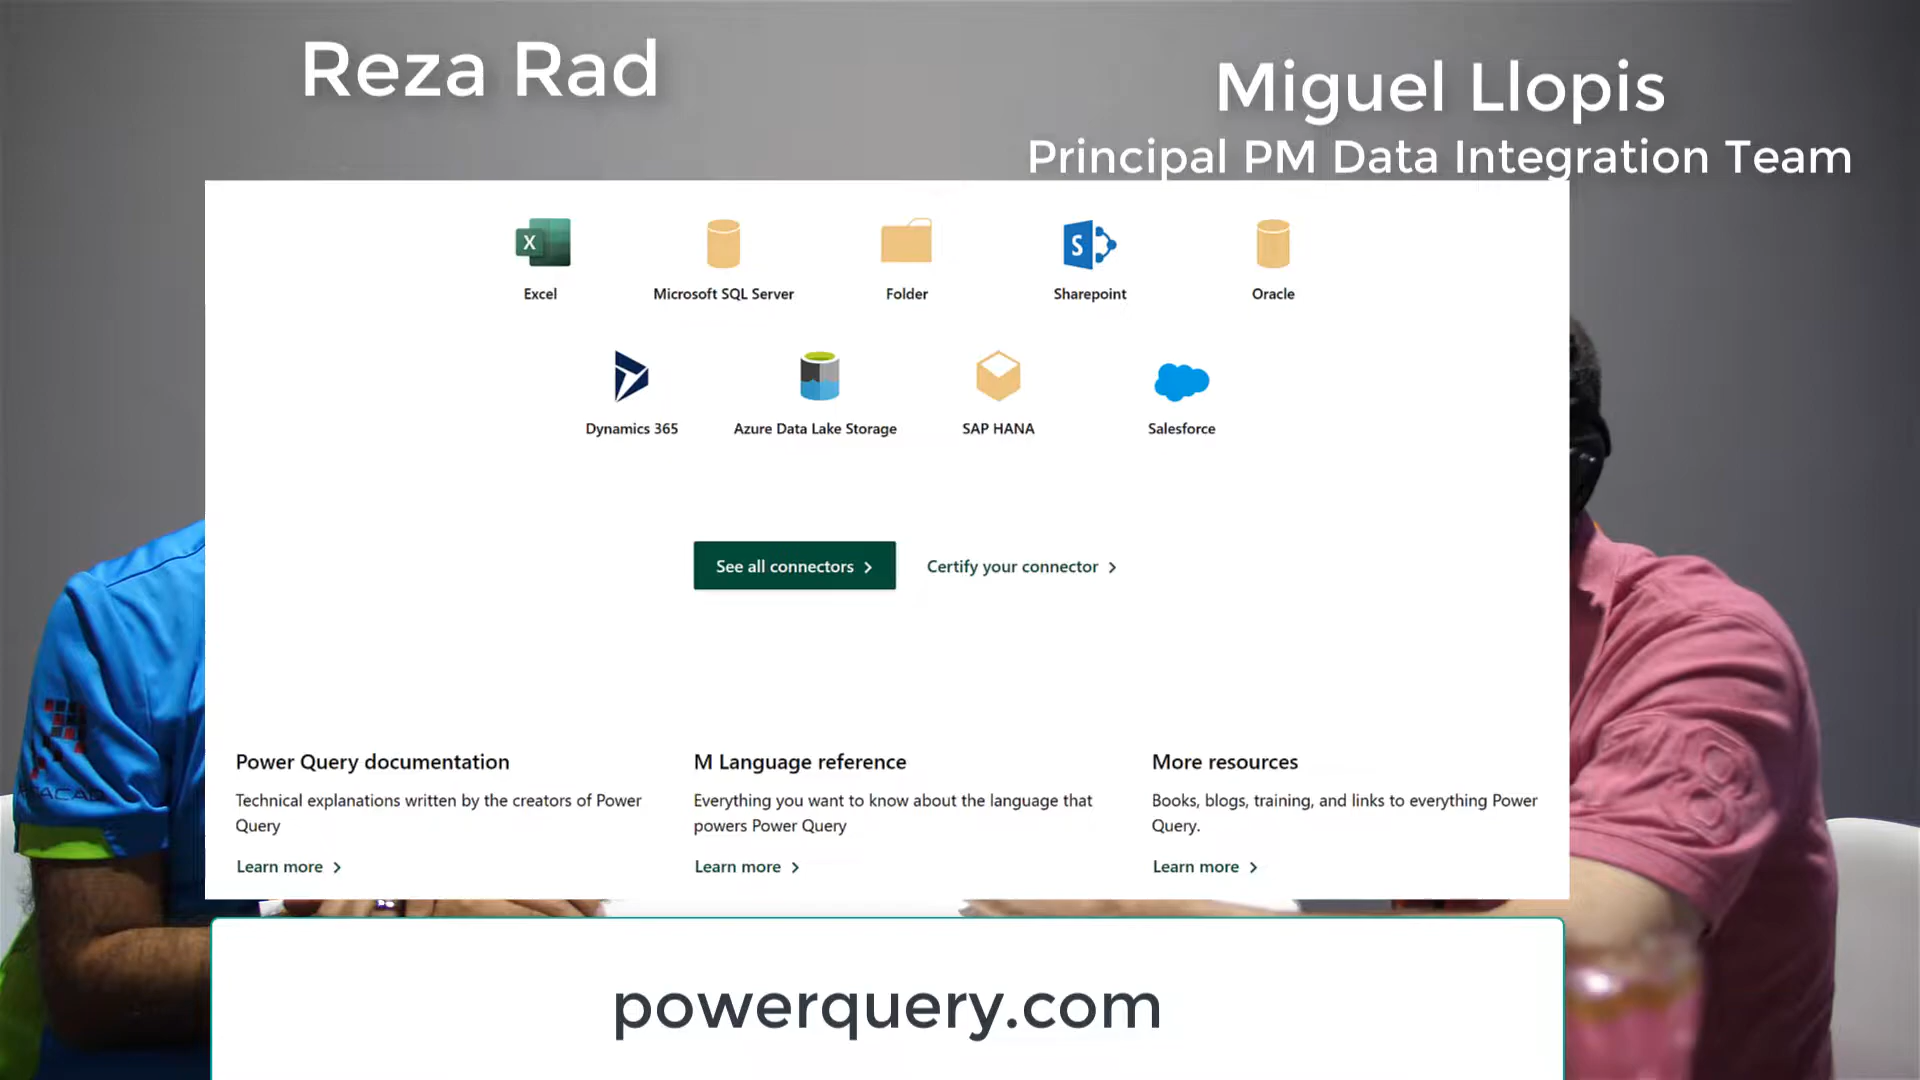 Reza Rad
Miguel Llopis
Principal PM Data Integration Team
X
S
Excel
Microsoft SQL Server
Folder
Sharepoint
Oracle
Dynamics 365
Azure Data Lake Storage
SAP HANA
Salesforce
See all connectors
Certify your connector
Power Query documentation
Technical explanations written by the creators of Power
Query
Learn more
M Language reference
Everything you want to know about the language that
powers Power Query
Learn more
More resources
Books, blogs, training, and links to everything Power
Query.
Learn more
powerquery.com